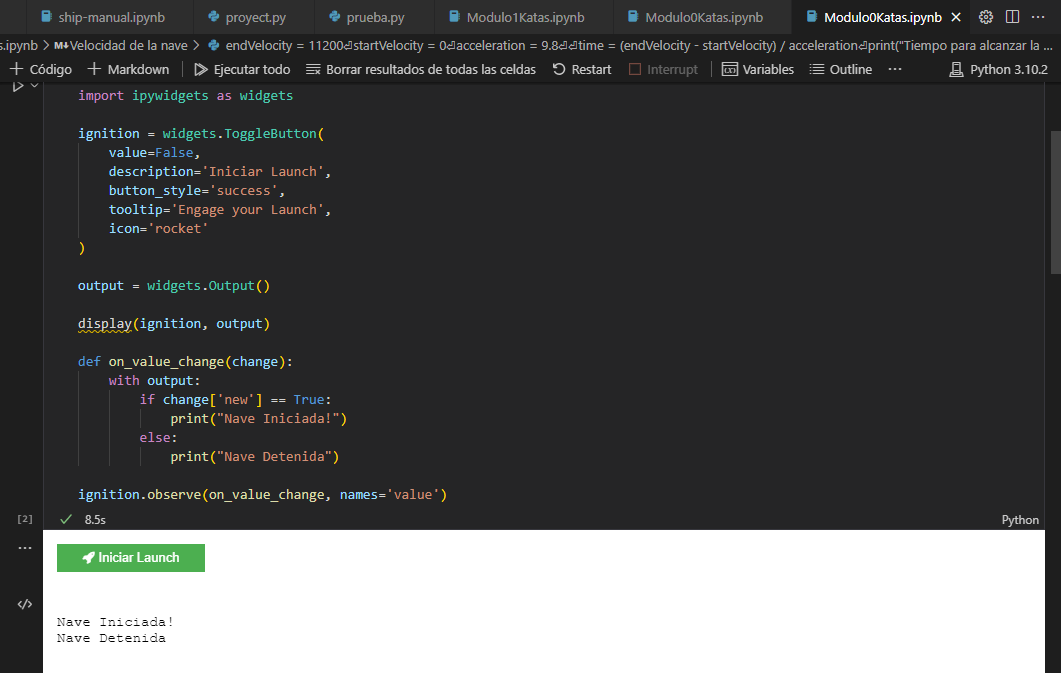 ship-manual.ipynb proyect.py prueba.py Modulo1Katas.ipynb Modulo0Katas.ipynb Modulo0Katas.ipynb
s.ipynb > M↓Velocidad de la nave > endVelocity = 11200⏎startVelocity = 0⏎acceleration = 9.8⏎⏎time = (endVelocity - startVelocity) / acceleration⏎print("Tiempo para alcanzar la ...
+ Código + Markdown Ejecutar todo Borrar resultados de todas las celdas Restart Interrupt Variables Outline ... Python 3.10.2
import ipywidgets as widgets
ignition = widgets.ToggleButton(
value=False,
description='Iniciar Launch',
button_style='success',
tooltip='Engage your Launch',
icon='rocket'
)
output = widgets.Output()
display(ignition, output)
def on_value_change(change):
with output:
if change['new'] == True:
print("Nave Iniciada!")
else:
print("Nave Detenida")
ignition.observe(on_value_change, names='value')
[2] ✓ 8.5s Python
Iniciar Launch
Nave Iniciada!
Nave Detenida